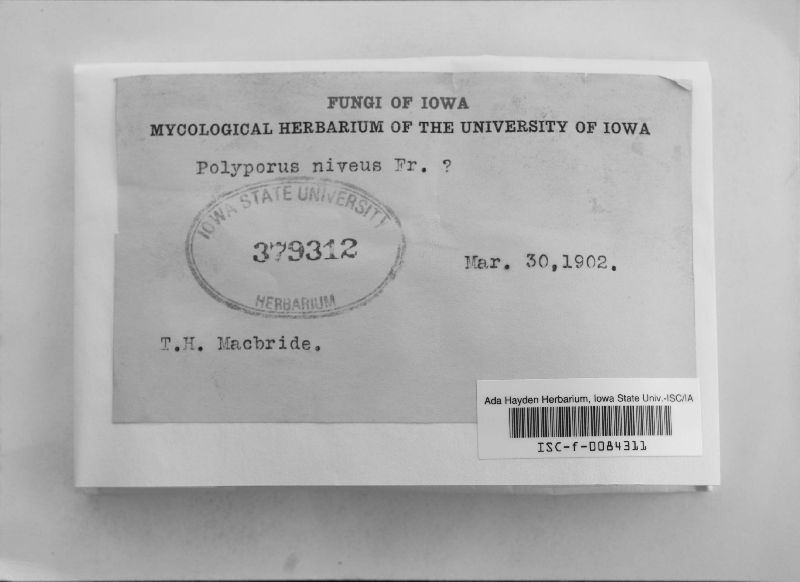 FUNGI OF IOWA
MYCOLOGICAL HERBARIUM OF THE UNIVERSITY OF IOWA
Polyporus niveus Fr. ?
IOWA STATE UNIVERSITY
379312
HERBARIUM
Mar. 30,1902.
T.H. Macbride.
Ada Hayden Herbarium, Iowa State Univ.-ISC/IA
ISC-f-0084311